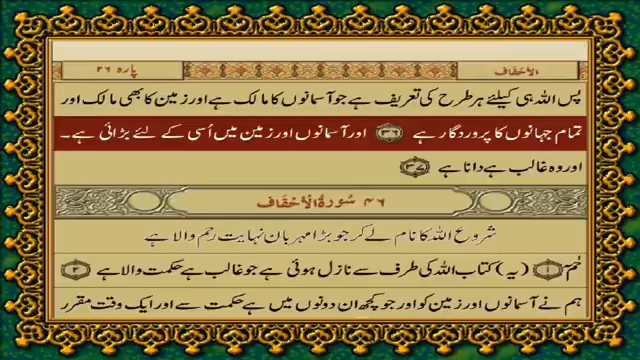 الاحقاف
پارہ ۲۶
پس اللہ ہی کیلئے ہر طرح کی تعریف ہے جو آسمانوں کا مالک ہے اور زمین کا بھی مالک اور
تمام جہانوں کا پروردگار ہے ۳۶ اور آسمانوں اور زمین میں اُسی کے لئے بڑائی ہے۔
اور وہ غالب ہے دانا ہے ۳۷
۴۶ سُورَةُ الْاَحْقَاف
شروع اللہ کا نام لے کر جو بڑا مہربان نہایت رحم والا ہے
حٰمٓ ۱ (یہ) کتاب اللہ کی طرف سے نازل ہوئی ہے جو غالب ہے حکمت والا ہے ۲
ہم نے آسمانوں اور زمین کو اور جو کچھ ان دونوں میں ہے حکمت سے اور ایک وقت مقرر